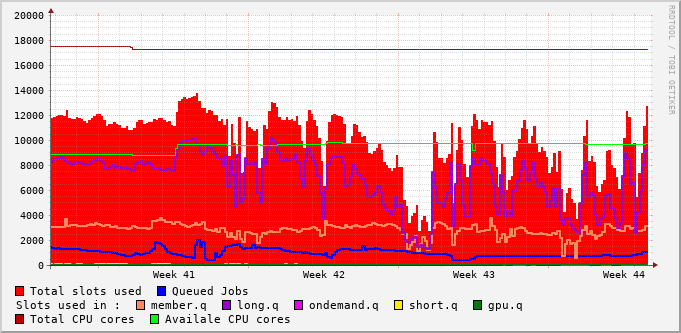 20000
18000
16000
14000
12000
10000
8000
6000
4000
2000
0
Week 41 Week 42 Week 43 Week 44
RRDTOOL / TOBI OETIKER
Total slots used Queued Jobs
Slots used in : member.q long.q ondemand.q short.q gpu.q
Total CPU cores Availale CPU cores